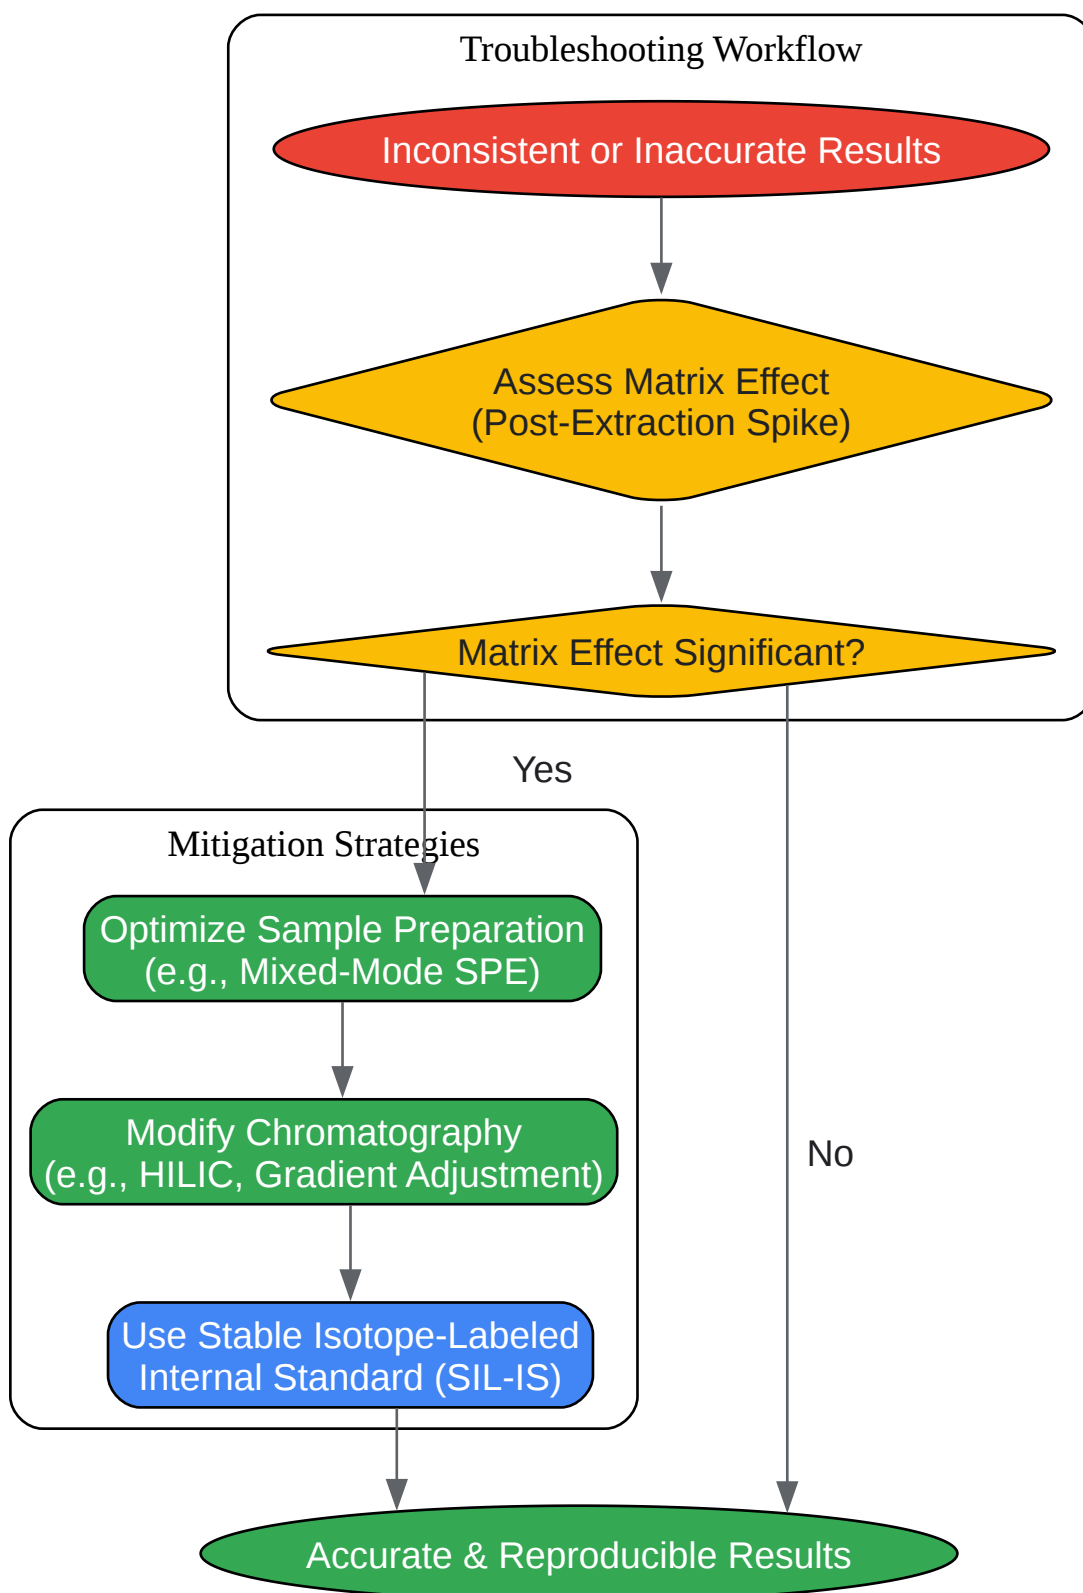 Troubleshooting Workflow
Inconsistent or Inaccurate Results
Assess Matrix Effect
(Post-Extraction Spike)
Matrix Effect Significant?
Yes
Mitigation Strategies
Optimize Sample Preparation
(e.g., Mixed-Mode SPE)
Modify Chromatography
(e.g., HILIC, Gradient Adjustment)
No
Use Stable Isotope-Labeled
Internal Standard (SIL-IS)
Accurate & Reproducible Results